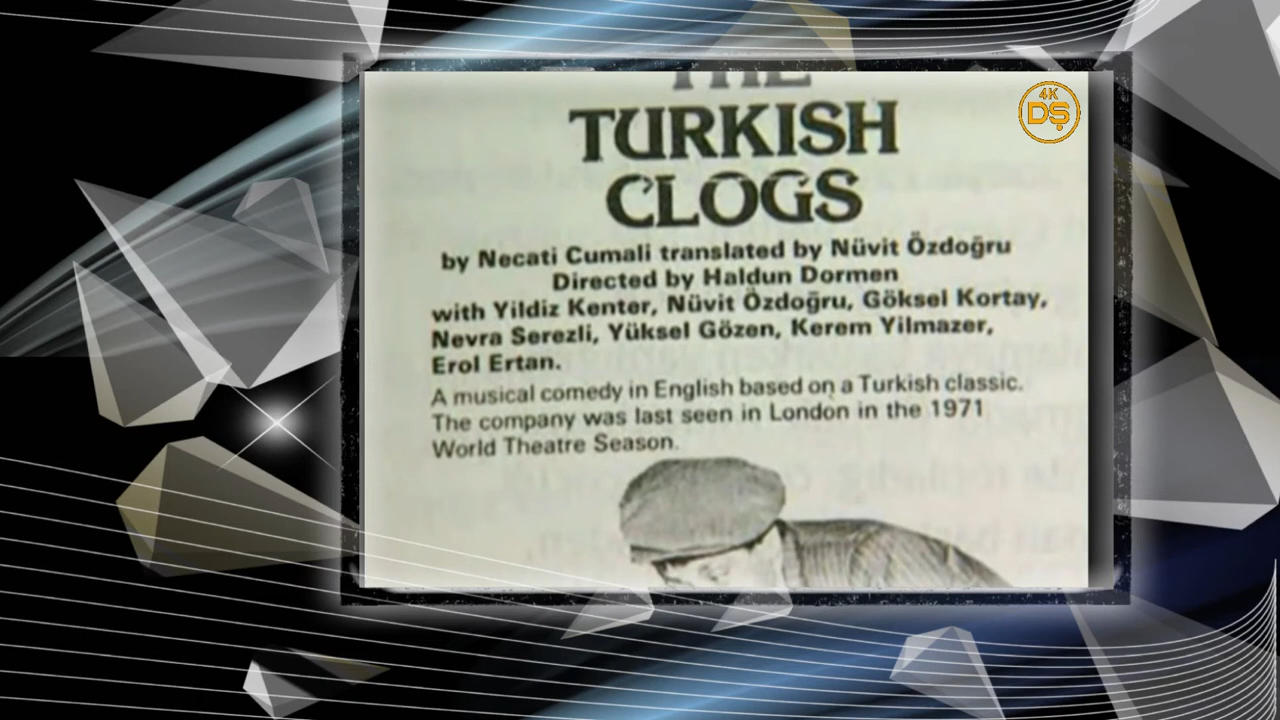 THE
TURKISH
CLOGS
by Necati Cumali translated by Nüvit Özdoğru
Directed by Haldun Dormen
with Yildiz Kenter, Nüvit Özdoğru, Göksel Kortay,
Nevra Serezli, Yüksel Gözen, Kerem Yilmazer,
Erol Ertan.
A musical comedy in English based on a Turkish classic.
The company was last seen in London in the 1971
World Theatre Season.
4K
DŞ